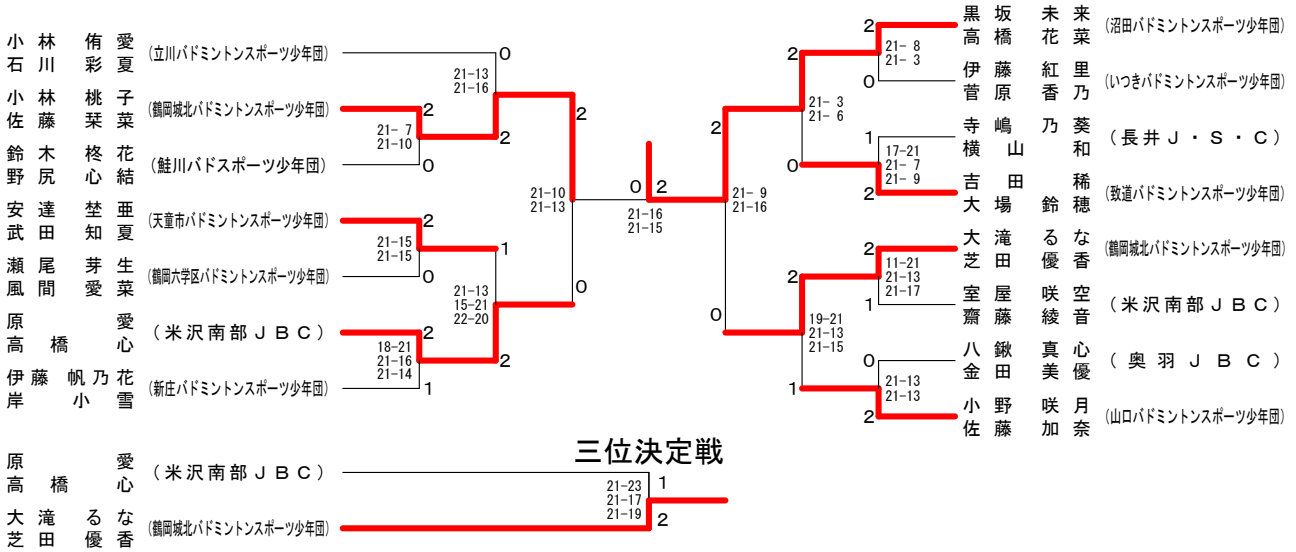 小林 侑愛
石川 彩夏
(立川バドミントンスポーツ少年団)
0
21-13
21-16
小林 桃子
佐藤 栞菜
(鶴岡城北バドミントンスポーツ少年団)
2
2
21- 7
21-10
2
鈴木 柊花
野尻 心結
(鮭川バドスポーツ少年団)
0
21-10
21-13
0
安達 埜亜
武田 知夏
(天童市バドミントンスポーツ少年団)
2
21-15
21-15
1
瀬尾 芽生
風間 愛菜
(鶴岡六学区バドミントンスポーツ少年団)
0
21-13
15-21
22-20
0
原 愛
高橋 心
(米沢南部JBC)
2
18-21
21-16
21-14
2
伊藤 帆乃花
岸 小雪
(新庄バドミントンスポーツ少年団)
1
2
21-16
21-15
黒坂 未来
高橋 花菜
(沼田バドミントンスポーツ少年団)
2
2
21- 8
21- 3
伊藤 紅里
菅原 香乃
(いつきバドミントンスポーツ少年団)
0
21- 3
21- 6
2
寺嶋 乃葵
横山 和
(長井J・S・C)
1
17-21
21- 7
21- 9
0
吉田 稀
大場 鈴穂
(致道バドミントンスポーツ少年団)
2
21- 9
21-16
大滝 るな
芝田 優香
(鶴岡城北バドミントンスポーツ少年団)
2
11-21
21-13
21-17
2
室屋 咲空
齋藤 綾音
(米沢南部JBC)
1
0
19-21
21-13
21-15
八鍬 真心
金田 美優
(奥羽JBC)
0
21-13
21-13
1
小野 咲月
佐藤 加奈
(山口バドミントンスポーツ少年団)
2
三位決定戦
原 愛
高橋 心
(米沢南部JBC)
1
21-23
21-17
21-19
大滝 るな
芝田 優香
(鶴岡城北バドミントンスポーツ少年団)
2